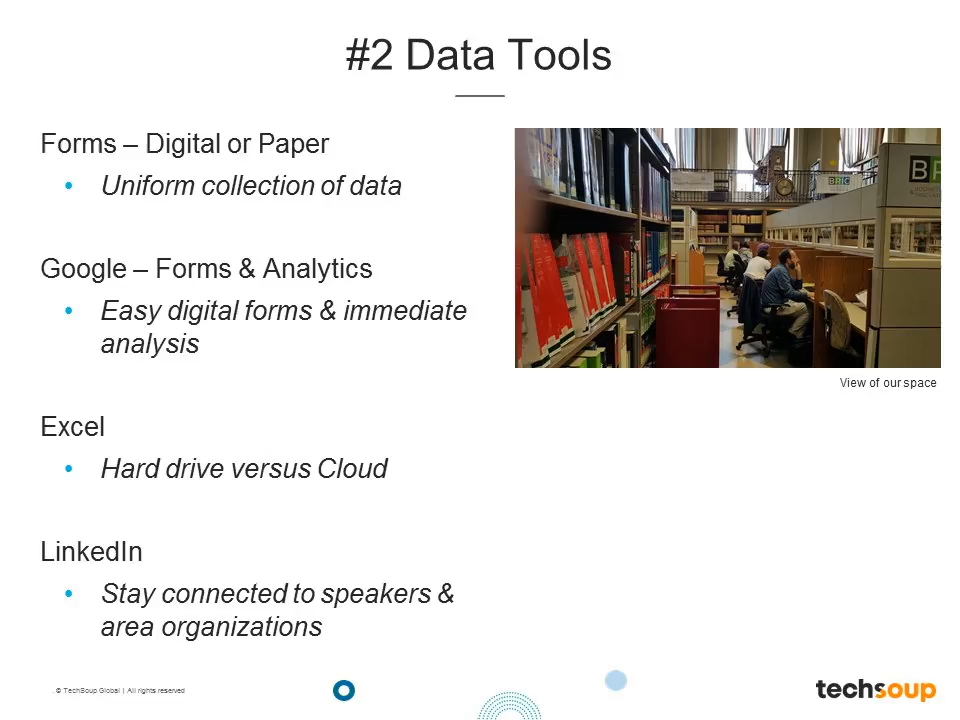 #2 Data Tools
Forms – Digital or Paper
• Uniform collection of data
Google – Forms & Analytics
• Easy digital forms & immediate
analysis
Excel
• Hard drive versus Cloud
LinkedIn
• Stay connected to speakers &
area organizations
View of our space
. © TechSoup Global | All rights reserved
techsoup